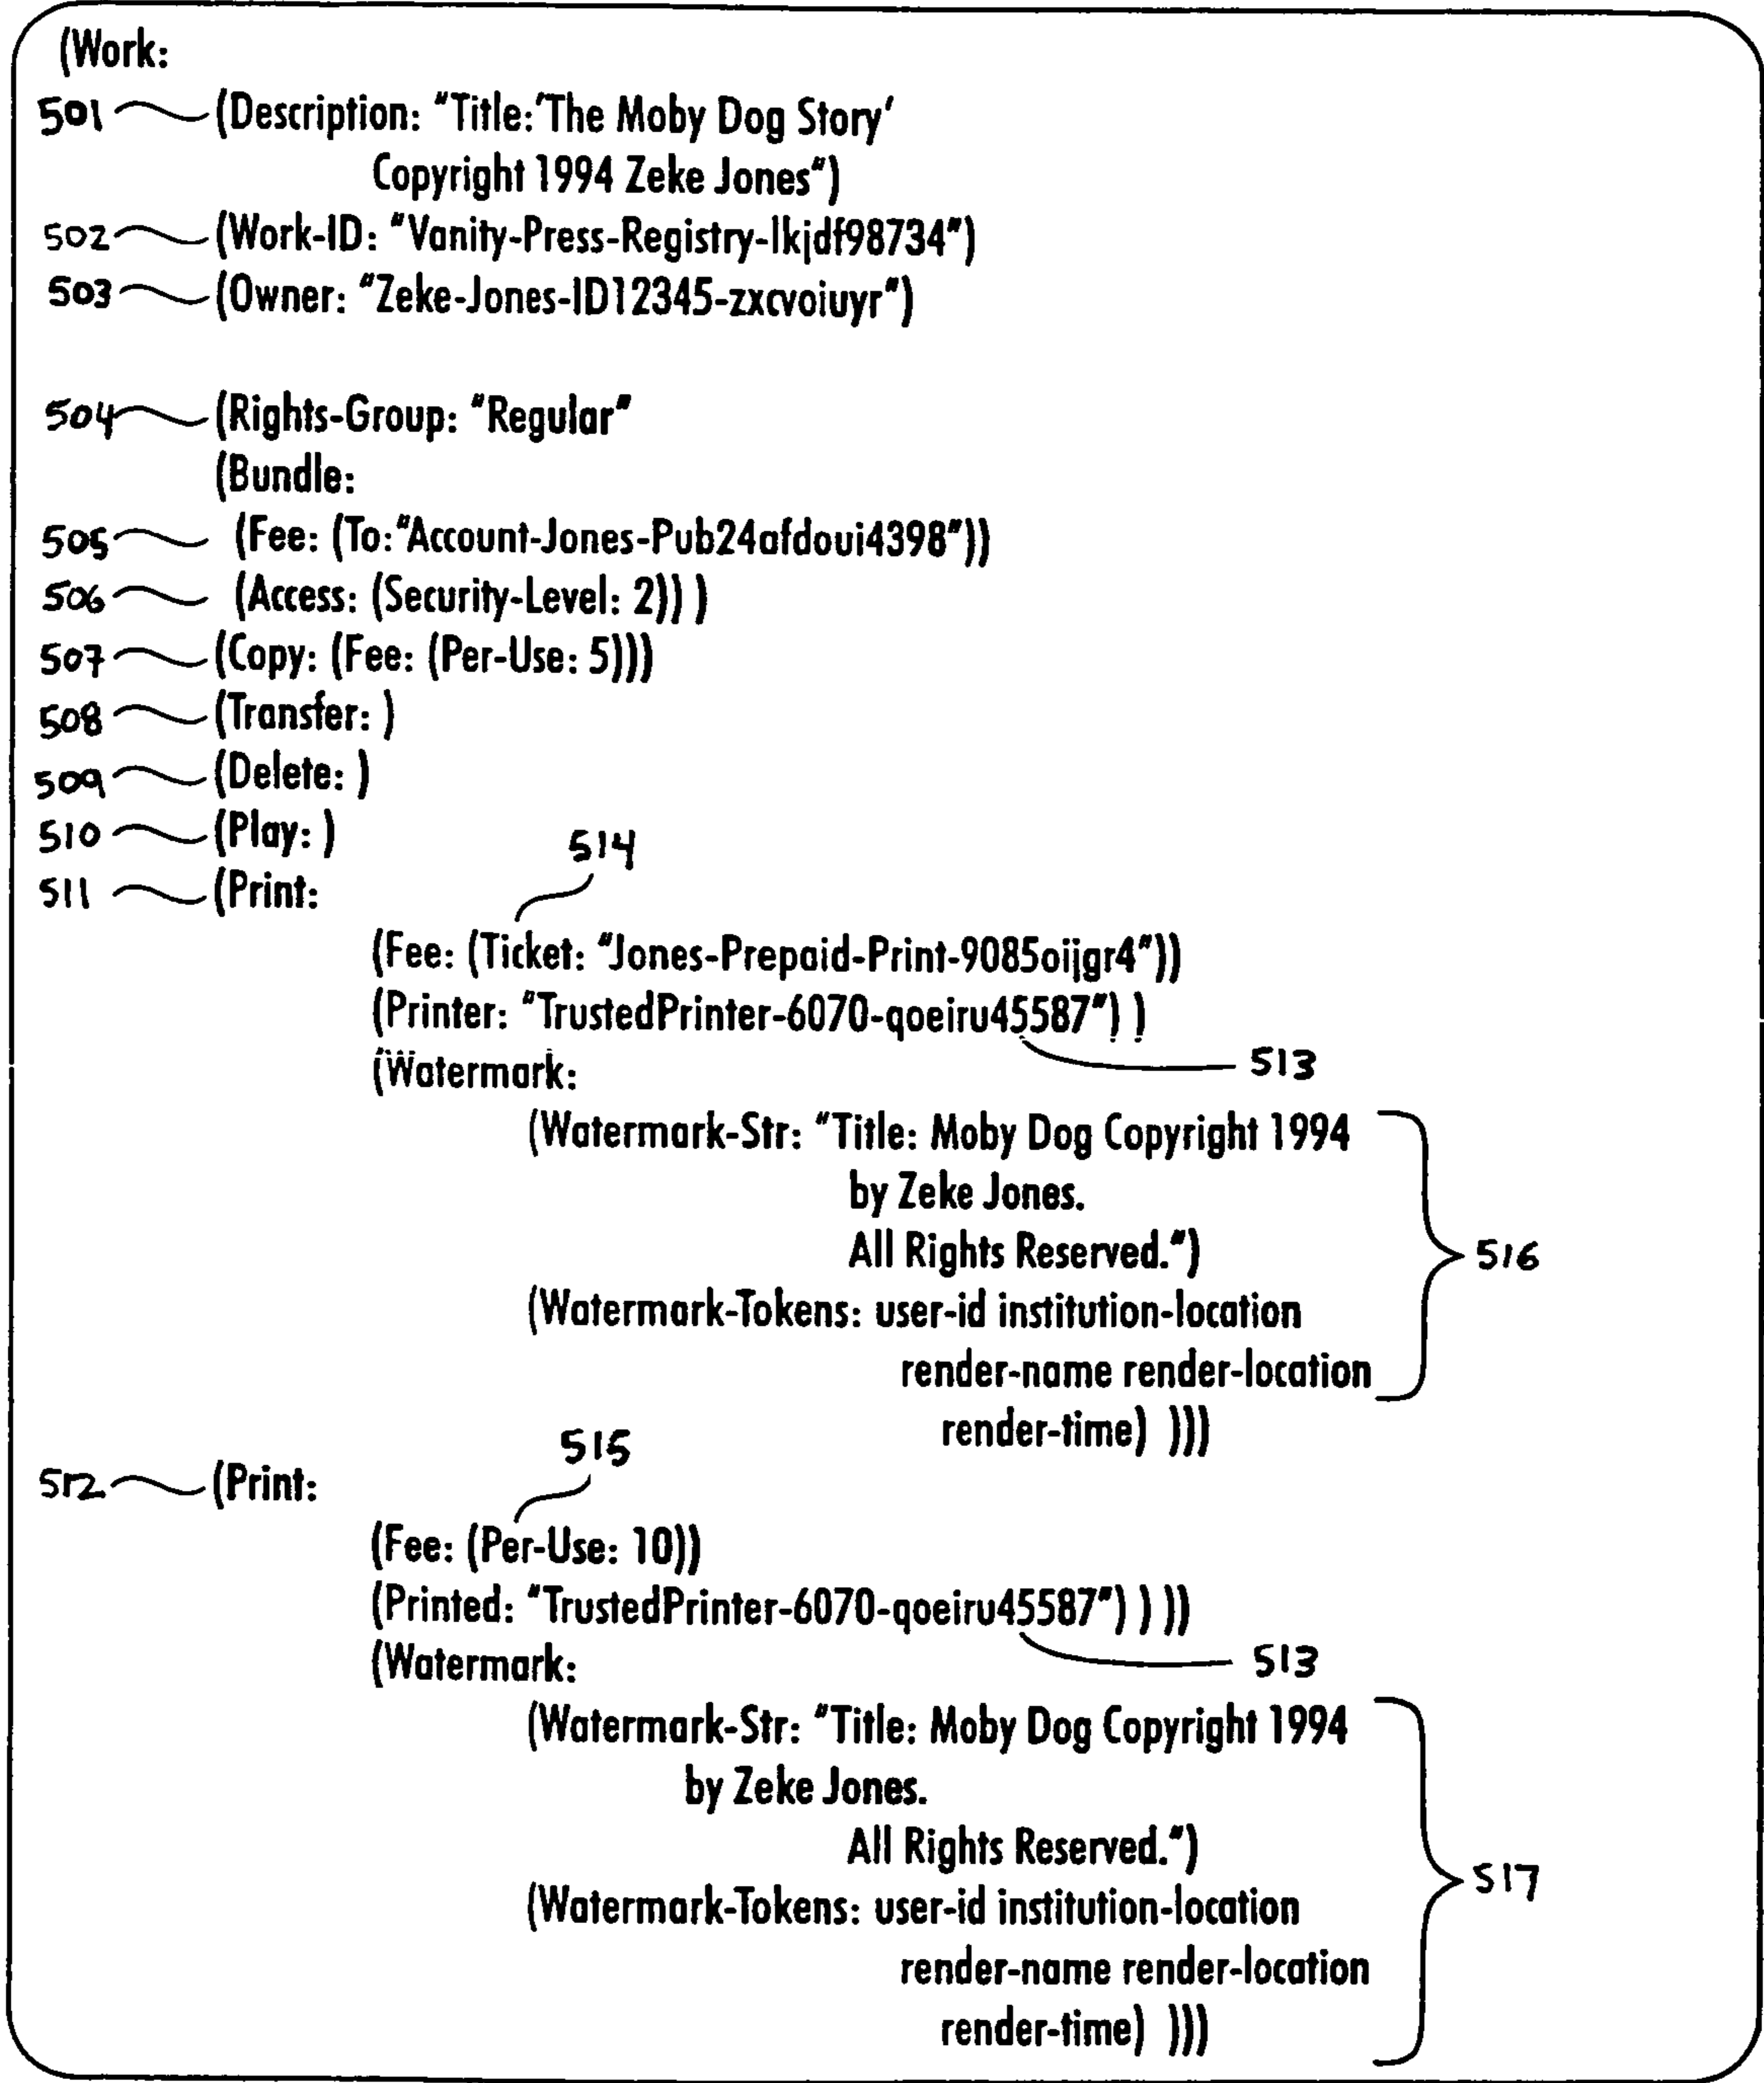 (Work:
501 (Description: "Title:'The Moby Dog Story'
Copyright 1994 Zeke Jones")
502 (Work-ID: "Vanity-Press-Registry-lkjdf98734")
503 (Owner: "Zeke-Jones-ID12345-zxcvoiuyr")
504 (Rights-Group: "Regular"
(Bundle:
505 (Fee: (To:"Account-Jones-Pub24afdoui4398"))
506 (Access: (Security-Level: 2)) )
507 (Copy: (Fee: (Per-Use: 5)))
508 (Transfer: )
509 (Delete: )
510 (Play: )
514
511 (Print:
(Fee: (Ticket: "Jones-Prepaid-Print-9085oijgr4"))
(Printer: "TrustedPrinter-6070-qoeiru45587") )
513
(Watermark:
(Watermark-Str: "Title: Moby Dog Copyright 1994
by Zeke Jones.
All Rights Reserved.")
516
(Watermark-Tokens: user-id institution-location
render-name render-location
render-time) )))
515
512 (Print:
(Fee: (Per-Use: 10))
(Printed: "TrustedPrinter-6070-qoeiru45587") ) ))
(Watermark:
513
(Watermark-Str: "Title: Moby Dog Copyright 1994
by Zeke Jones.
All Rights Reserved.")
517
(Watermark-Tokens: user-id institution-location
render-name render-location
render-time) )))